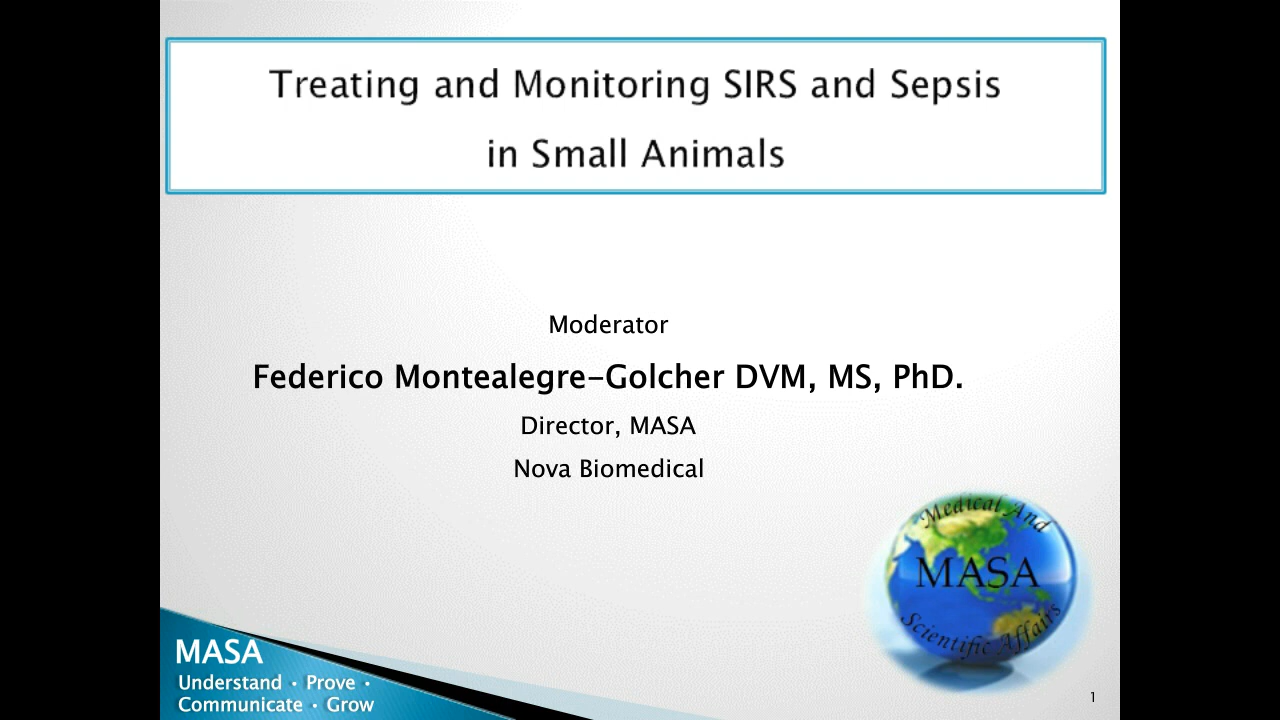 Treating and Monitoring SIRS and Sepsis
in Small Animals
Moderator
Federico Montealegre-Golcher DVM, MS, PhD.
Director, MASA
Nova Biomedical
Medical And
MASA
Scientific Affairs
MASA
Understand • Prove •
Communicate • Grow
1